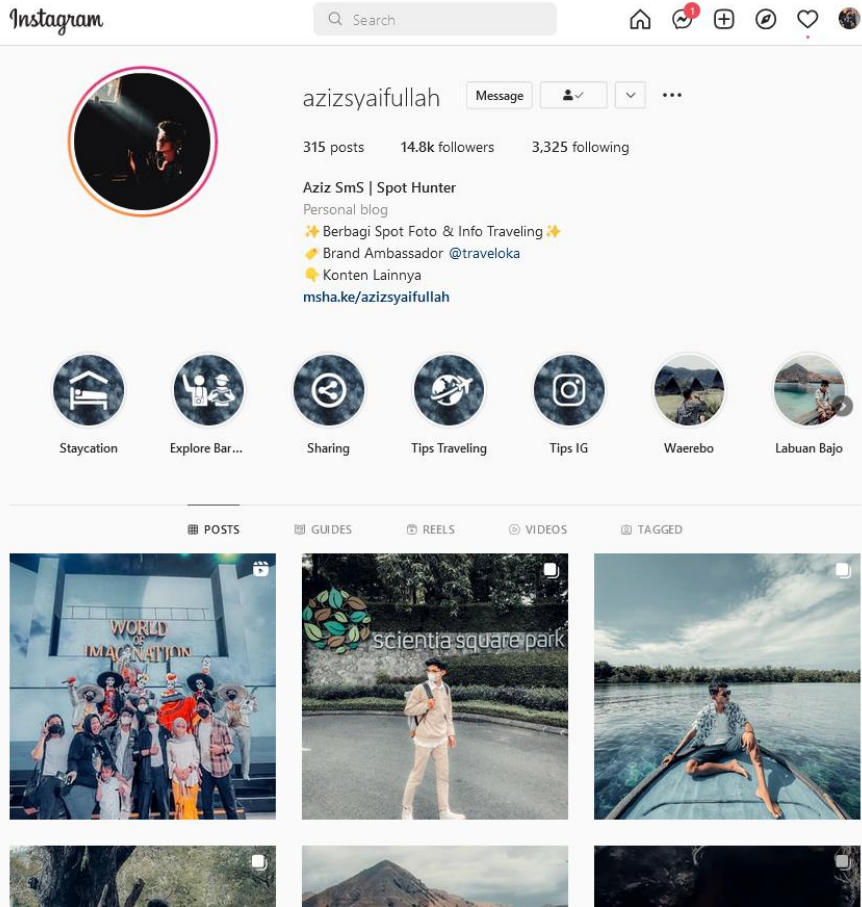 Instagram
Search
1
azizsyaifullah
Message
315 posts 14.8k followers 3,325 following
Aziz SmS | Spot Hunter
Personal blog
✨Berbagi Spot Foto & Info Traveling✨
🏷️Brand Ambassador @traveloka
👇Konten Lainnya
msha.ke/azizsyaifullah
Staycation Explore Bar... Sharing Tips Traveling Tips IG Waerebo Labuan Bajo
POSTS GUIDES REELS VIDEOS TAGGED
WORLD
OF
IMAGINATION
scientia square park